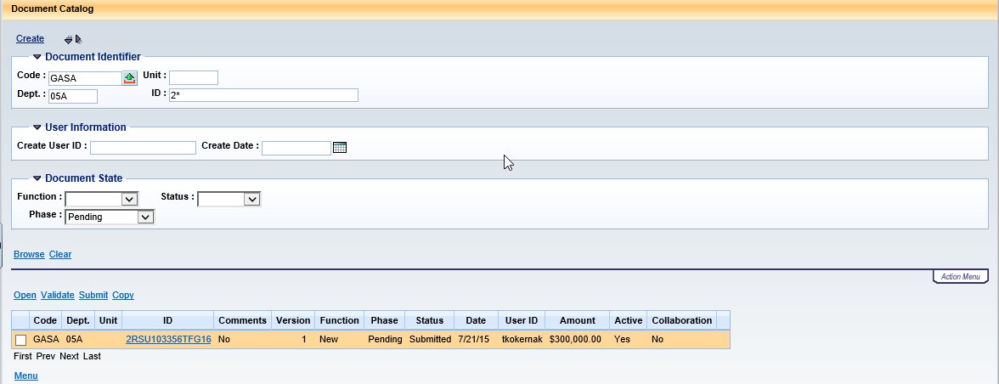 Document Catalog
Create
Document Identifier
Code : GASA Unit :
Dept. : 05A ID : 2*
User Information
Create User ID : Create Date :
Document State
Function : Status :
Phase : Pending
Browse Clear
Action Menu
Open Validate Submit Copy
Code Dept. Unit ID Comments Version Function Phase Status Date User ID Amount Active Collaboration
GASA 05A 2RSU103356TFG16 No 1 New Pending Submitted 7/21/15 tkokernak $300,000.00 Yes No
First Prev Next Last
Menu